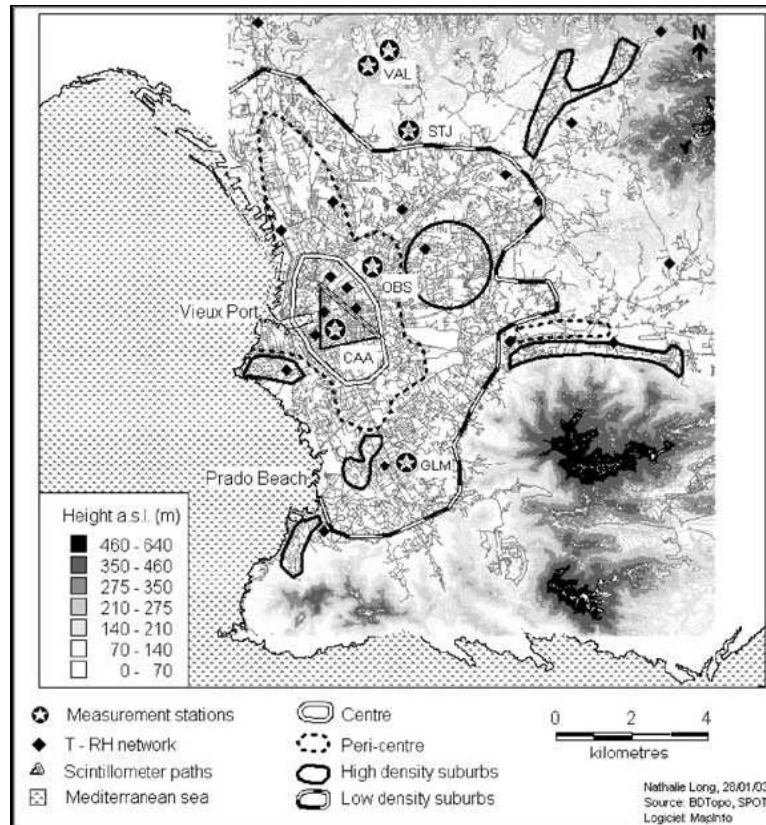 N
VAL
STJ
OBS
Vieux Port
CAA
Prado Beach
GLM
Height a.s.l. (m)
460 - 640
350 - 460
275 - 350
210 - 275
140 - 210
70 - 140
0 - 70
Measurement stations
T - RH network
Scintillometer paths
Mediterranean sea
Centre
Peri-centre
High density suburbs
Low density suburbs
0 2 4
kilometres
Nathalie Long, 28/01/03
Source: BDTopo, SPOT
Logiciel: MapInfo